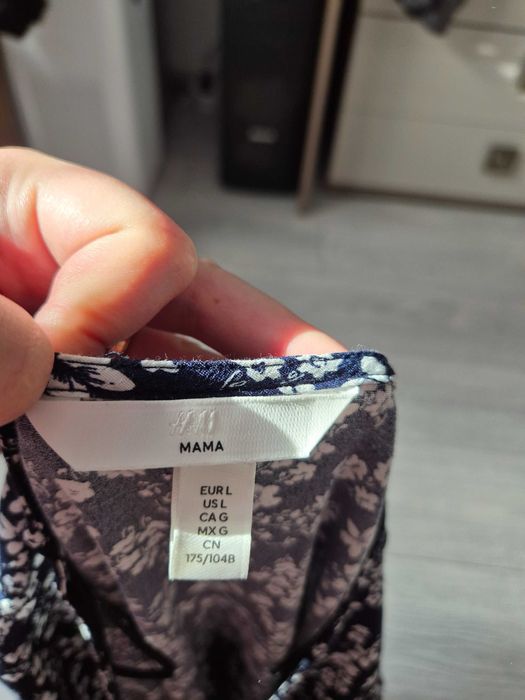 H&M
MAMA
EUR L
US L
CA G
MX G
CN
175/104B